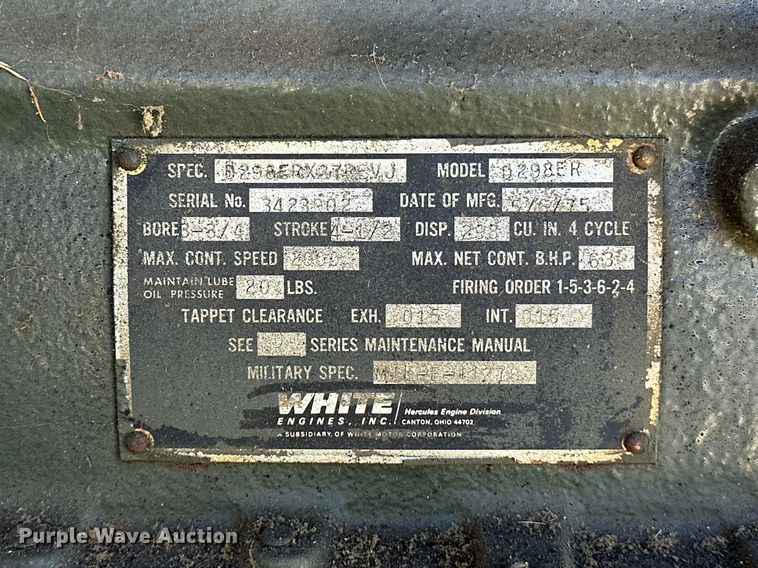 SPEC. D298ERX37REVJ MODEL D298ER
SERIAL No. 3423902 DATE OF MFG.
BORE 3-3/4 STROKE 4-1/2 DISP. 298 CU. IN. 4 CYCLE
MAX. CONT. SPEED 2000 MAX. NET CONT. B.H.P. 63
MAINTAIN LUBE OIL PRESSURE 20 LBS. FIRING ORDER 1-5-3-6-2-4
TAPPET CLEARANCE EXH. .015 INT. .015
SEE D SERIES MAINTENANCE MANUAL
MILITARY SPEC.
WHITE Hercules Engine Division
ENGINES, INC. CANTON, OHIO 44702
A SUBSIDIARY, OF WHITE MOTOR CORPORATION
Purple Wave Auction